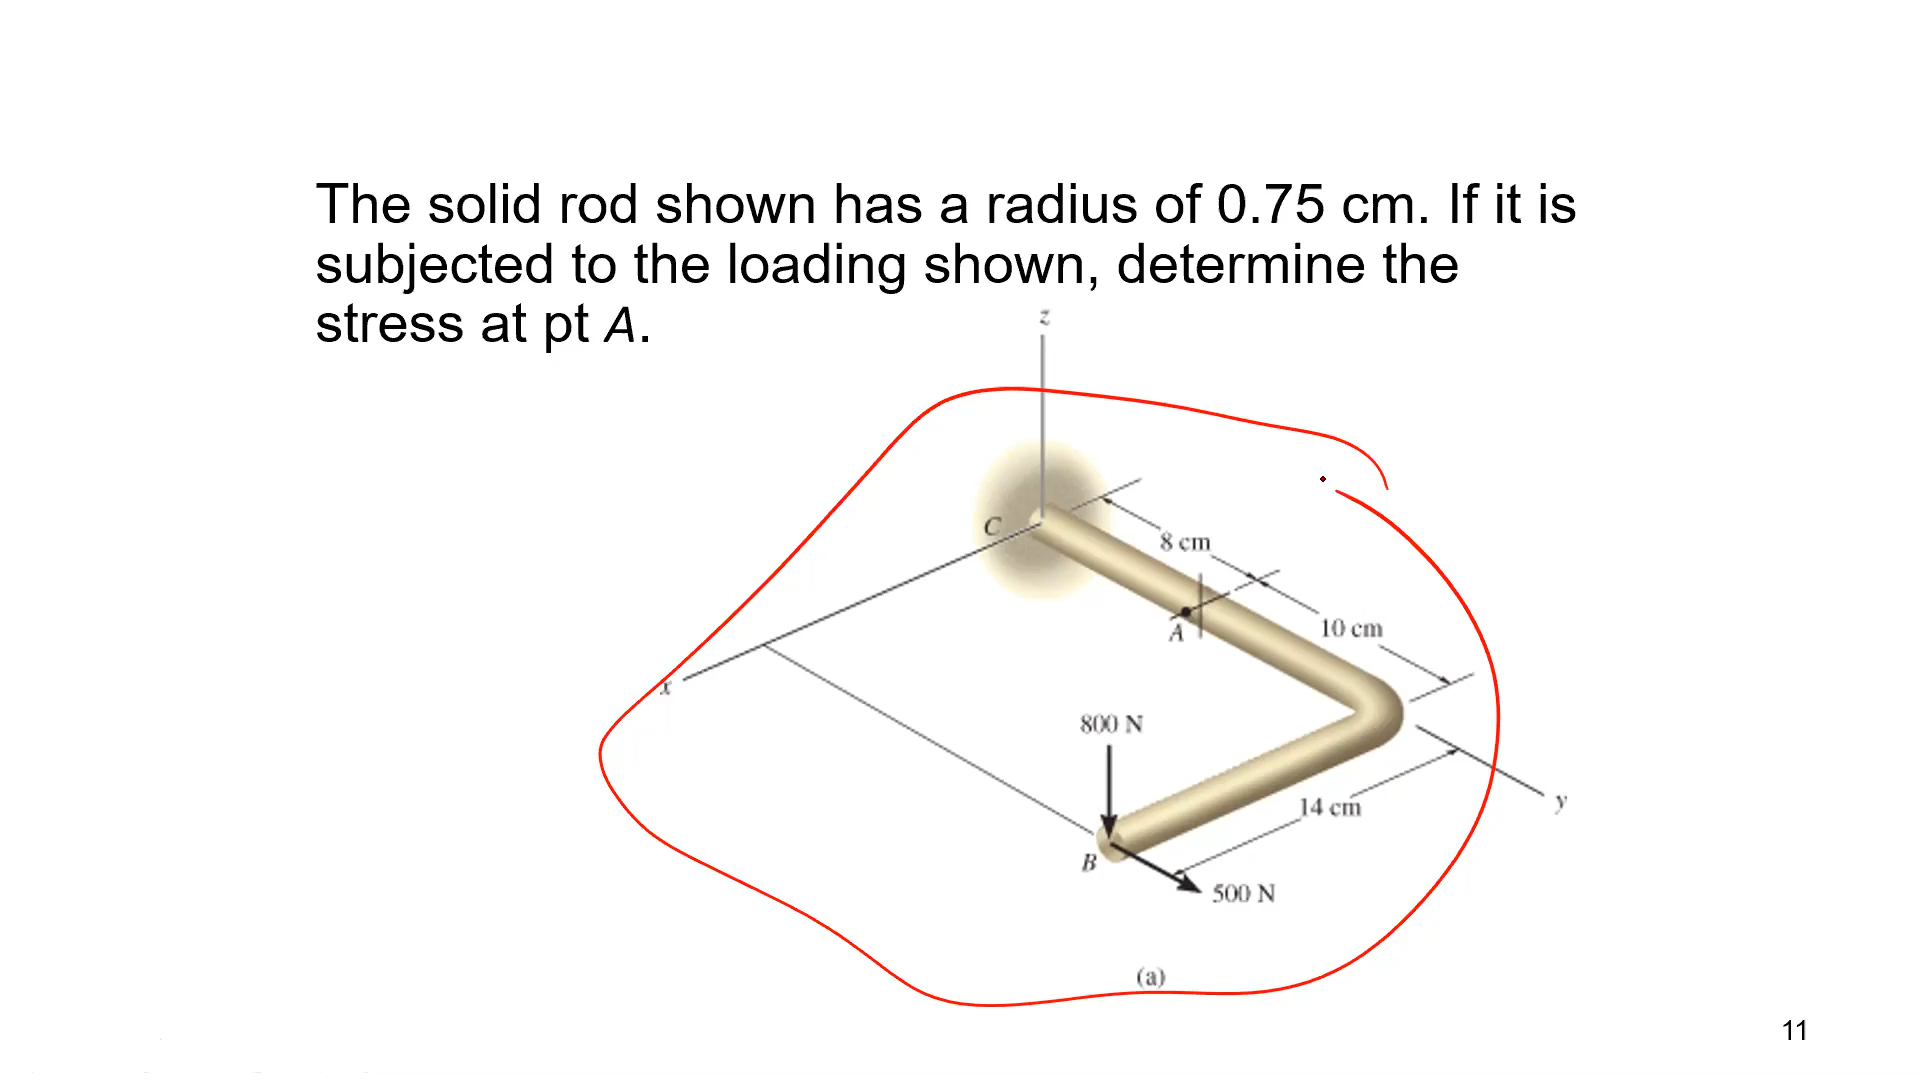 The solid rod shown has a radius of 0.75 cm. If it is
subjected to the loading shown, determine the
stress at pt A.
z
C
8 cm
A
10 cm
x
800 N
14 cm
y
B
500 N
(a)
11